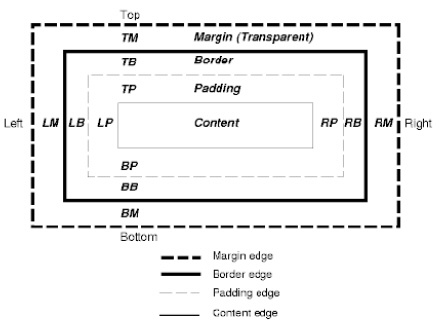 Top
TM Margin (Transparent)
TB Border
TP Padding
Left LM LB LP Content RP RB RM Right
BP
BB
BM
Bottom
Margin edge
Border edge
Padding edge
Content edge